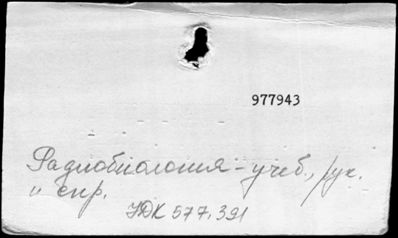 977943
Радиобиология - учеб., рук.
и спр.
УДК 577.391